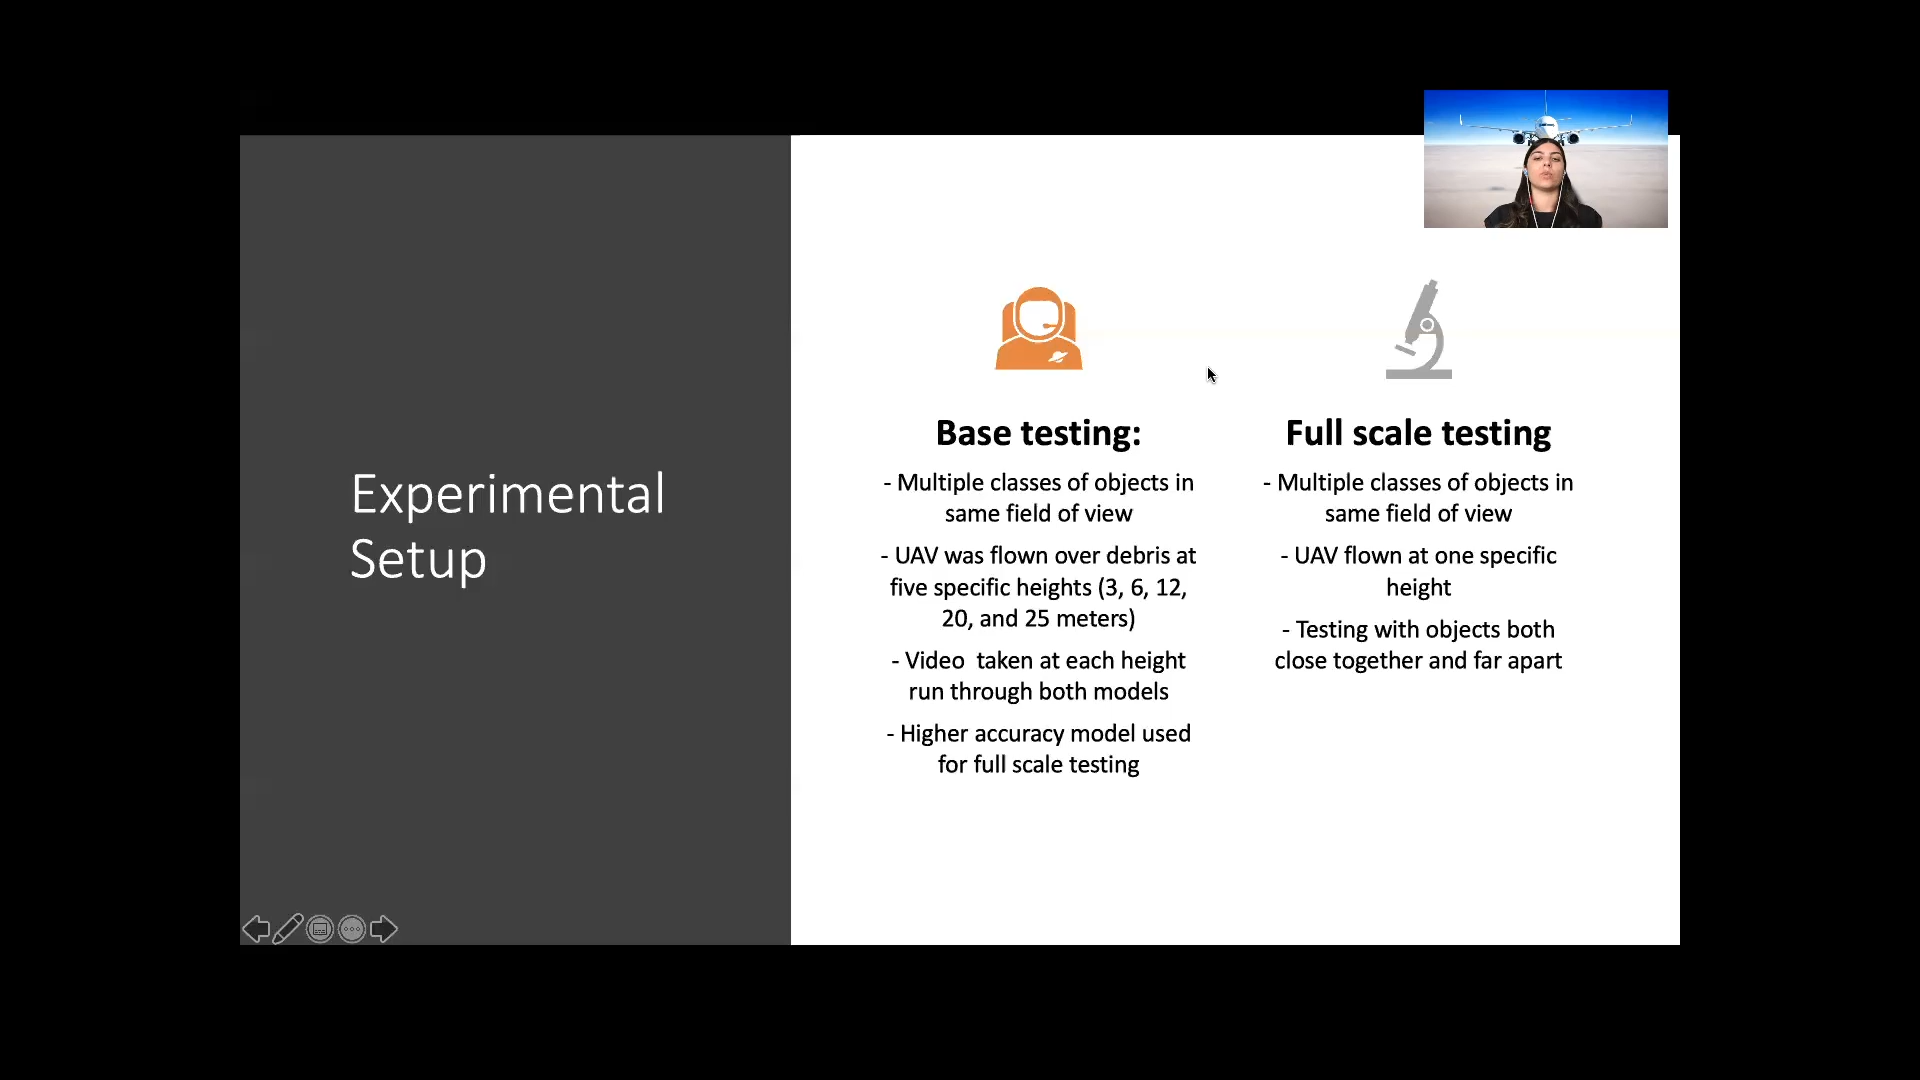 Experimental
Setup
Base testing:
- Multiple classes of objects in
same field of view
- UAV was flown over debris at
five specific heights (3, 6, 12,
20, and 25 meters)
- Video  taken at each height
run through both models
- Higher accuracy model used
for full scale testing
Full scale testing
- Multiple classes of objects in
same field of view
- UAV flown at one specific
height
- Testing with objects both
close together and far apart